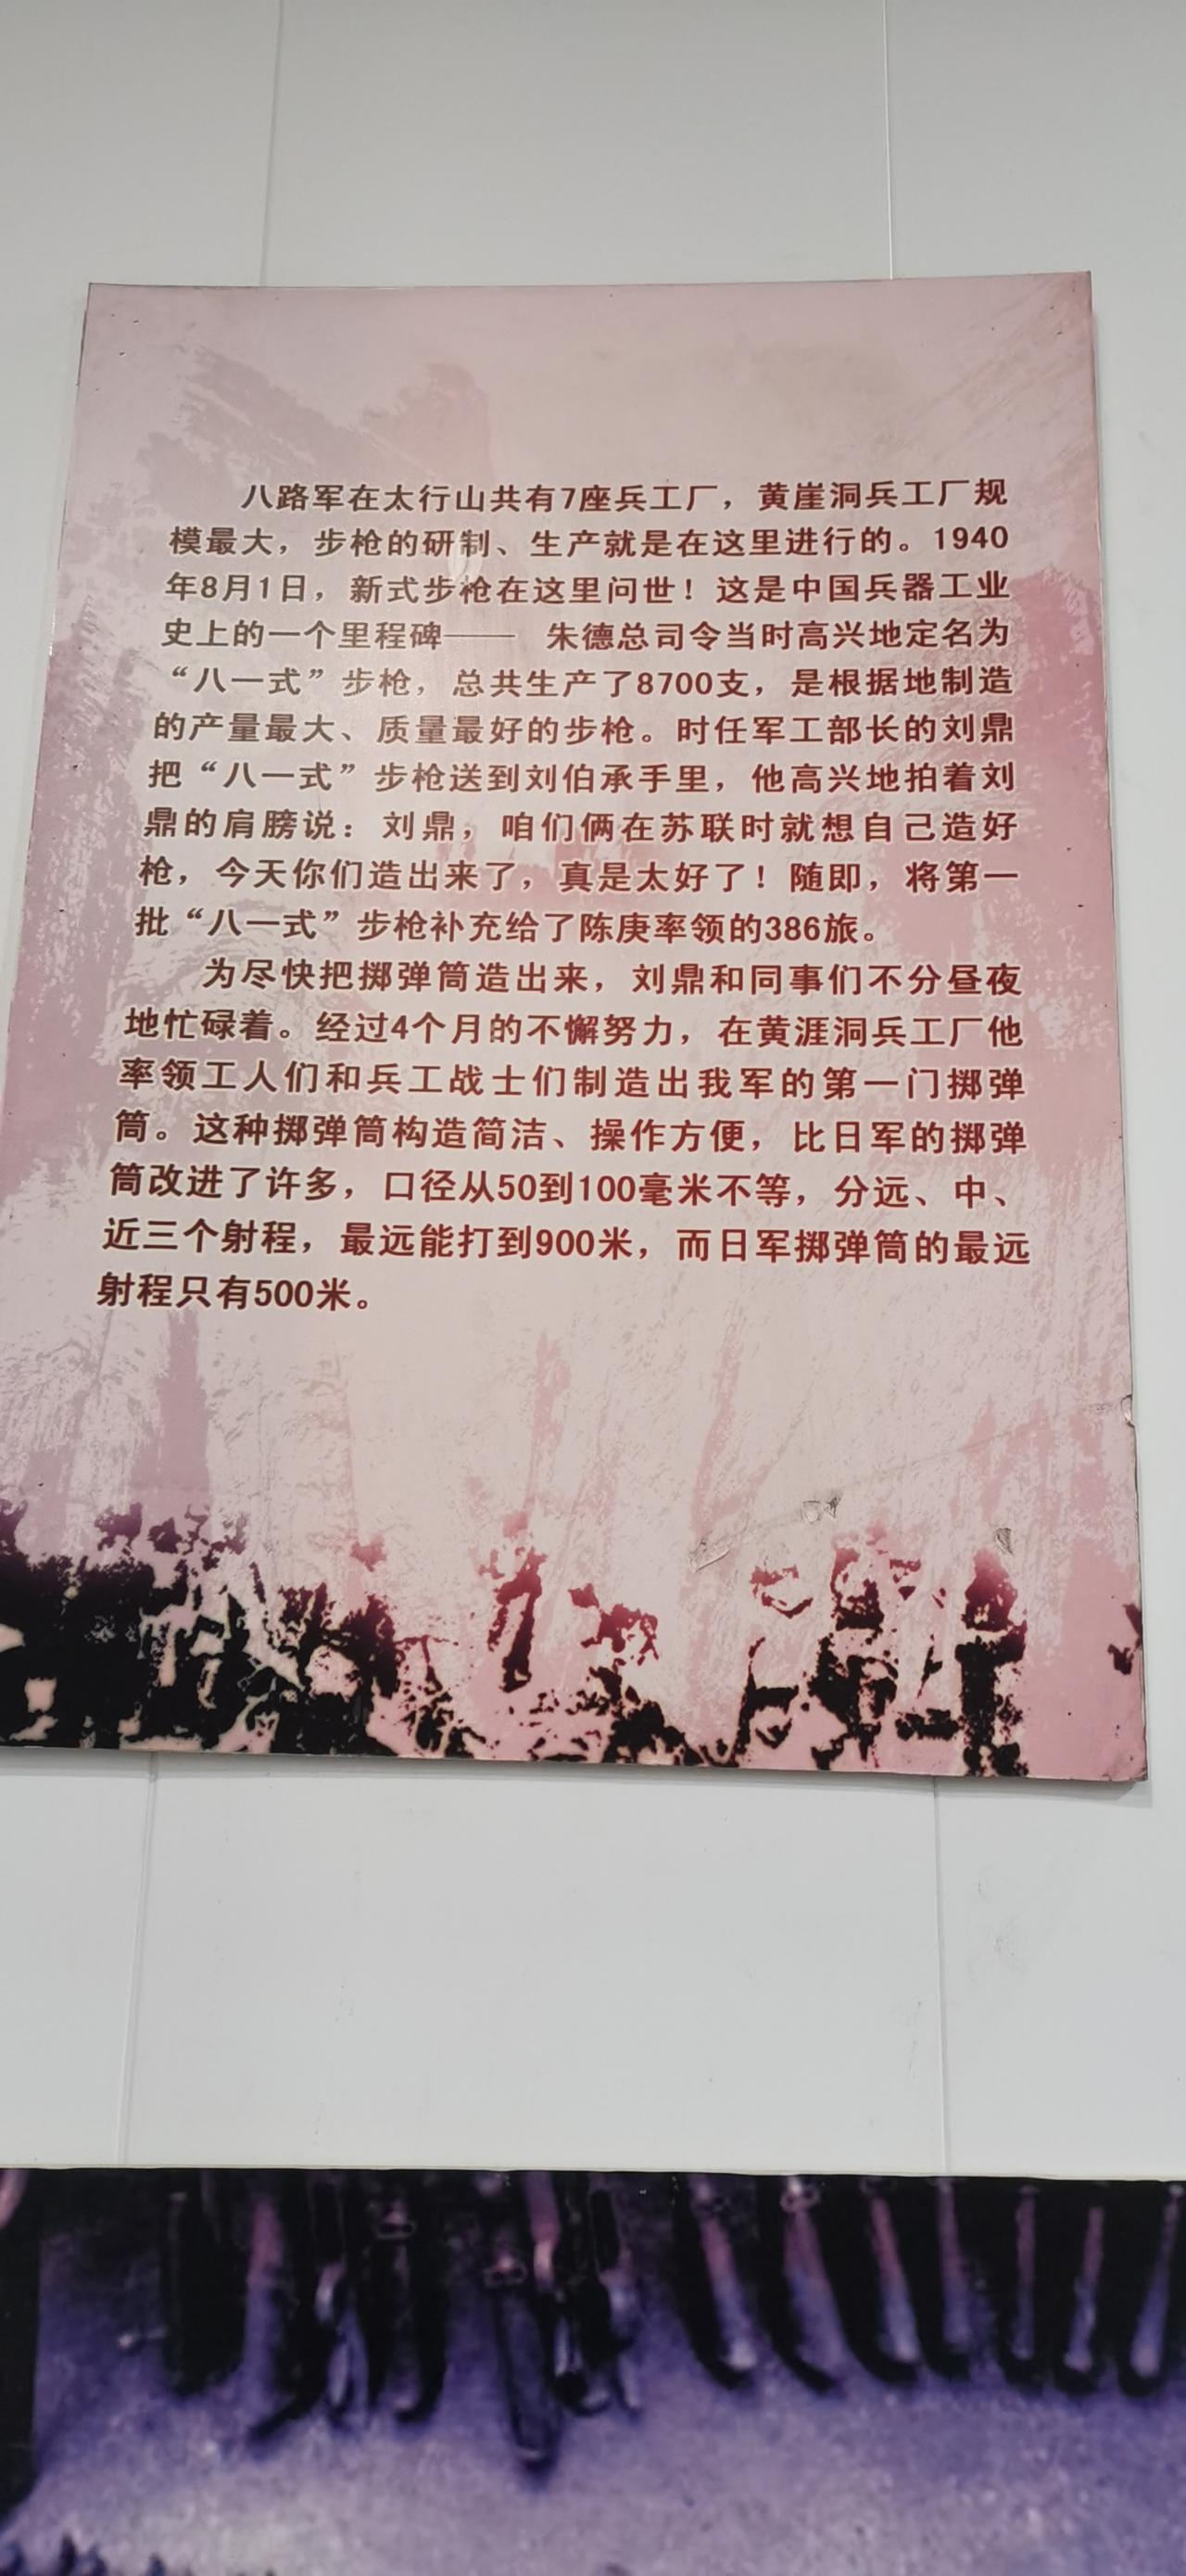 八路军在太行山共有7座兵工厂，黄崖洞兵工厂规
模最大，步枪的研制、生产就是在这里进行的。1940
年8月1日，新式步枪在这里问世！这是中国兵器工业
史上的一个里程碑—— 朱德总司令当时高兴地定名为
“八一式”步枪，总共生产了8700支，是根据地制造
的产量最大、质量最好的步枪。时任军工部长的刘鼎
把“八一式”步枪送到刘伯承手里，他高兴地拍着刘
鼎的肩膀说：刘鼎，咱们俩在苏联时就想自己造好
枪，今天你们造出来了，真是太好了！随即，将第一
批“八一式”步枪补充给了陈庚率领的386旅。
为尽快把掷弹筒造出来，刘鼎和同事们不分昼夜
地忙碌着。经过4个月的不懈努力，在黄涯洞兵工厂他
率领工人们和兵工战士们制造出我军的第一门掷弹
筒。这种掷弹筒构造简洁、操作方便，比日军的掷弹
筒改进了许多，口径从50到100毫米不等，分远、中、
近三个射程，最远能打到900米，而日军掷弹筒的最远
射程只有500米。